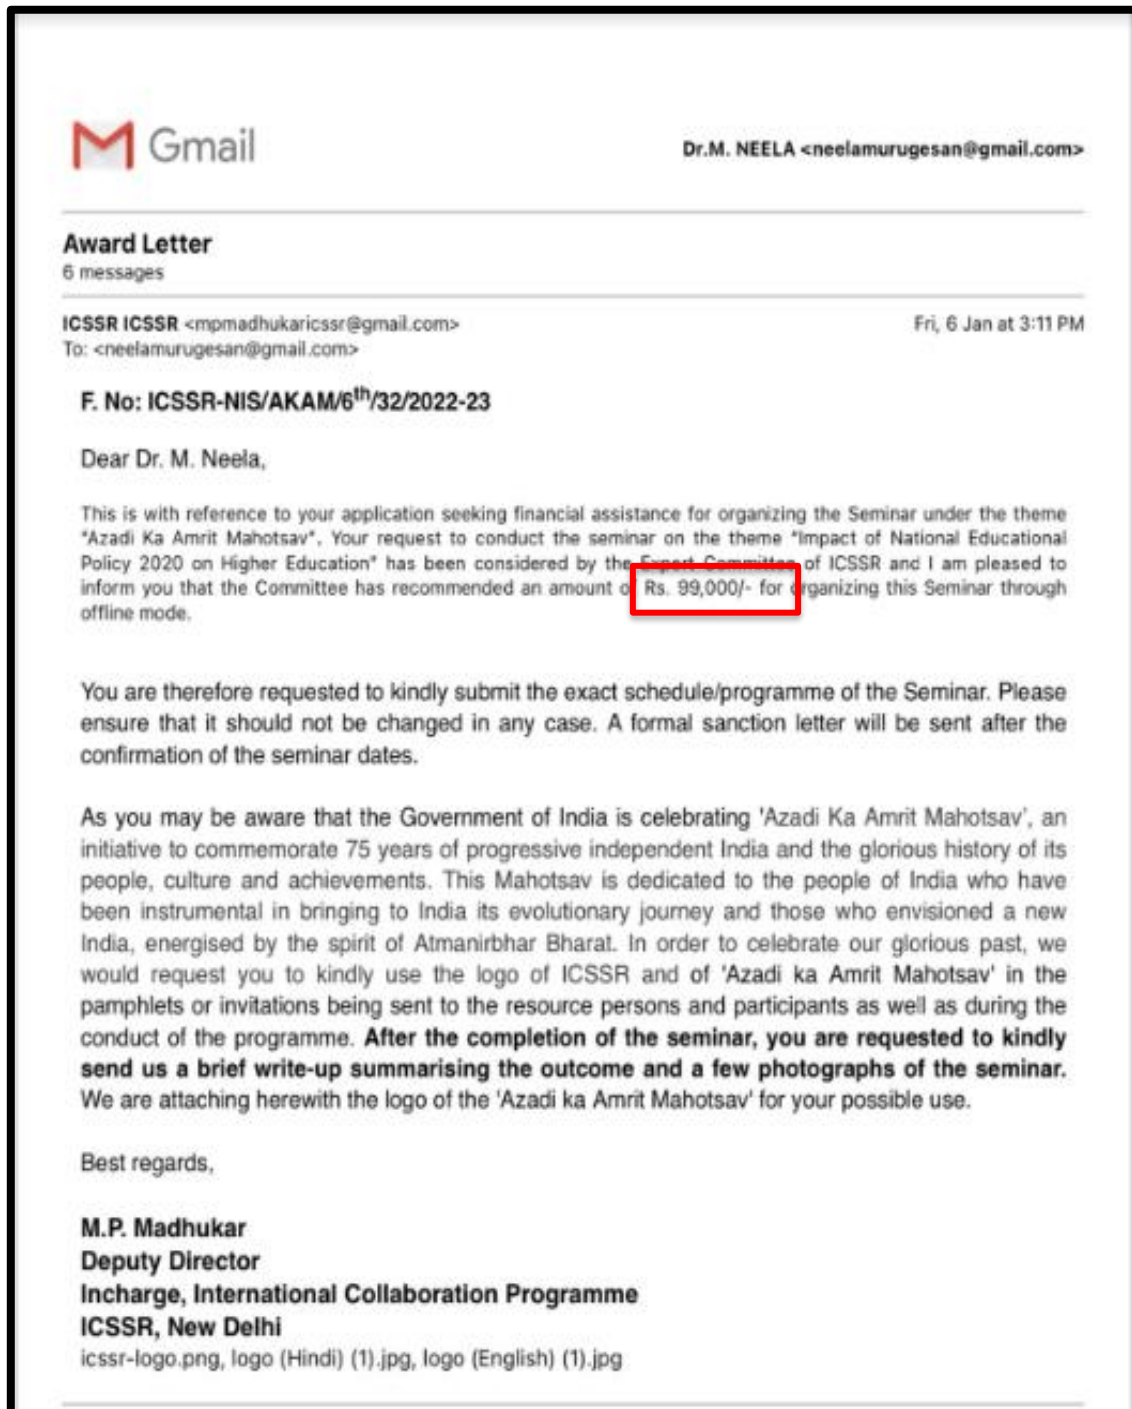 Gmail
Dr.M. NEELA <neelamurugesan@gmail.com>
Award Letter
6 messages
ICSSR ICSSR <mpmadhukaricssr@gmail.com>
Fri, 6 Jan at 3:11 PM
To: <neelamurugesan@gmail.com>
F. No: ICSSR-NIS/AKAM/6th/32/2022-23
Dear Dr. M. Neela,
This is with reference to your application seeking financial assistance for organizing the Seminar under the theme
"Azadi Ka Amrit Mahotsav". Your request to conduct the seminar on the theme "Impact of National Educational
Policy 2020 on Higher Education" has been considered by the Expert Committee of ICSSR and I am pleased to
inform you that the Committee has recommended an amount of Rs. 99,000/- for organizing this Seminar through
offline mode.
You are therefore requested to kindly submit the exact schedule/programme of the Seminar. Please
ensure that it should not be changed in any case. A formal sanction letter will be sent after the
confirmation of the seminar dates.
As you may be aware that the Government of India is celebrating 'Azadi Ka Amrit Mahotsav', an
initiative to commemorate 75 years of progressive independent India and the glorious history of its
people, culture and achievements. This Mahotsav is dedicated to the people of India who have
been instrumental in bringing to India its evolutionary journey and those who envisioned a new
India, energised by the spirit of Atmanirbhar Bharat. In order to celebrate our glorious past, we
would request you to kindly use the logo of ICSSR and of 'Azadi ka Amrit Mahotsav' in the
pamphlets or invitations being sent to the resource persons and participants as well as during the
conduct of the programme. After the completion of the seminar, you are requested to kindly
send us a brief write-up summarising the outcome and a few photographs of the seminar.
We are attaching herewith the logo of the 'Azadi ka Amrit Mahotsav' for your possible use.
Best regards,
M.P. Madhukar
Deputy Director
Incharge, International Collaboration Programme
ICSSR, New Delhi
icssr-logo.png, logo (Hindi) (1).jpg, logo (English) (1).jpg